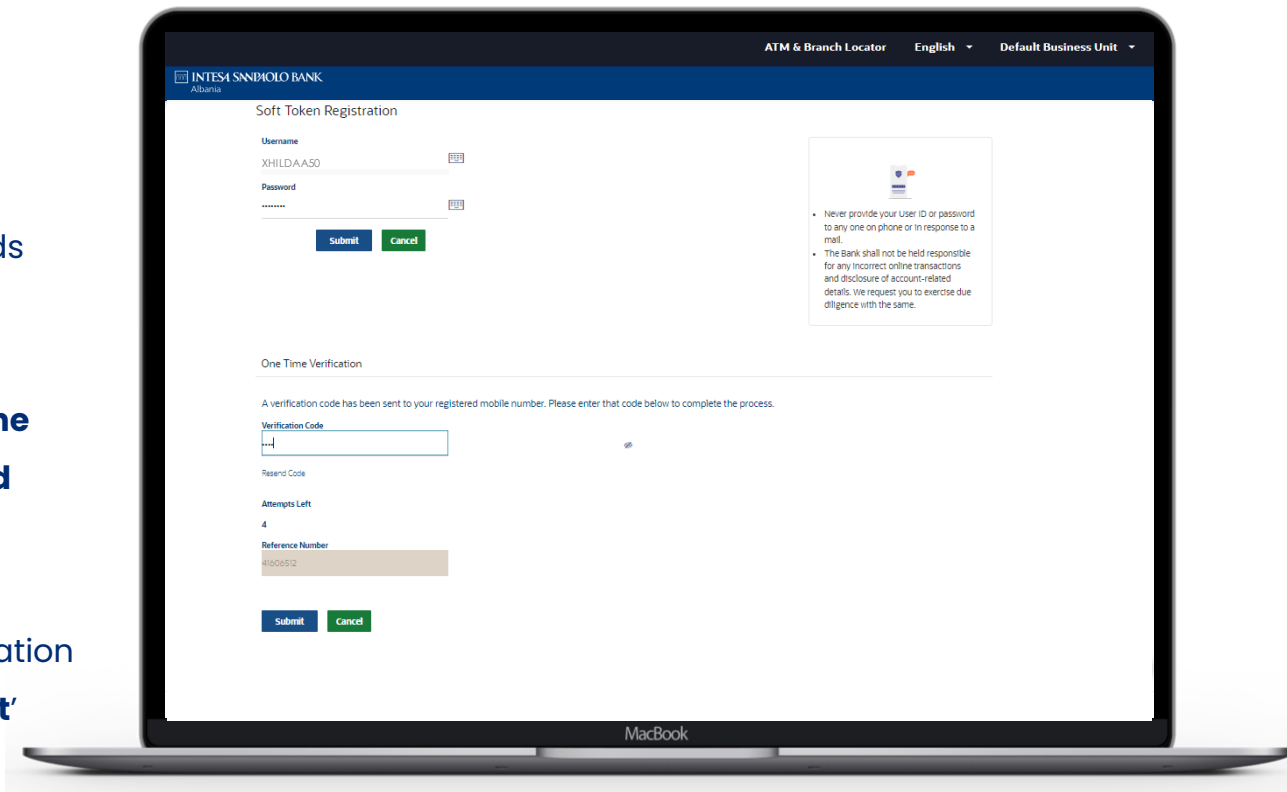 ds
ne
d
ation
t’
ATM & Branch Locator English Default Business Unit
INTESA SANPAOLO BANK
Albania
Soft Token Registration
Username
XHILDAA50
Password
········
Submit Cancel
• Never provide your User ID or password
to any one on phone or in response to a
mail.
• The Bank shall not be held responsible
for any incorrect online transactions
and disclosure of account-related
details. We request you to exercise due
diligence with the same.
One Time Verification
A verification code has been sent to your registered mobile number. Please enter that code below to complete the process.
Verification Code
····
Resend Code
Attempts Left
4
Reference Number
41606512
Submit Cancel
MacBook